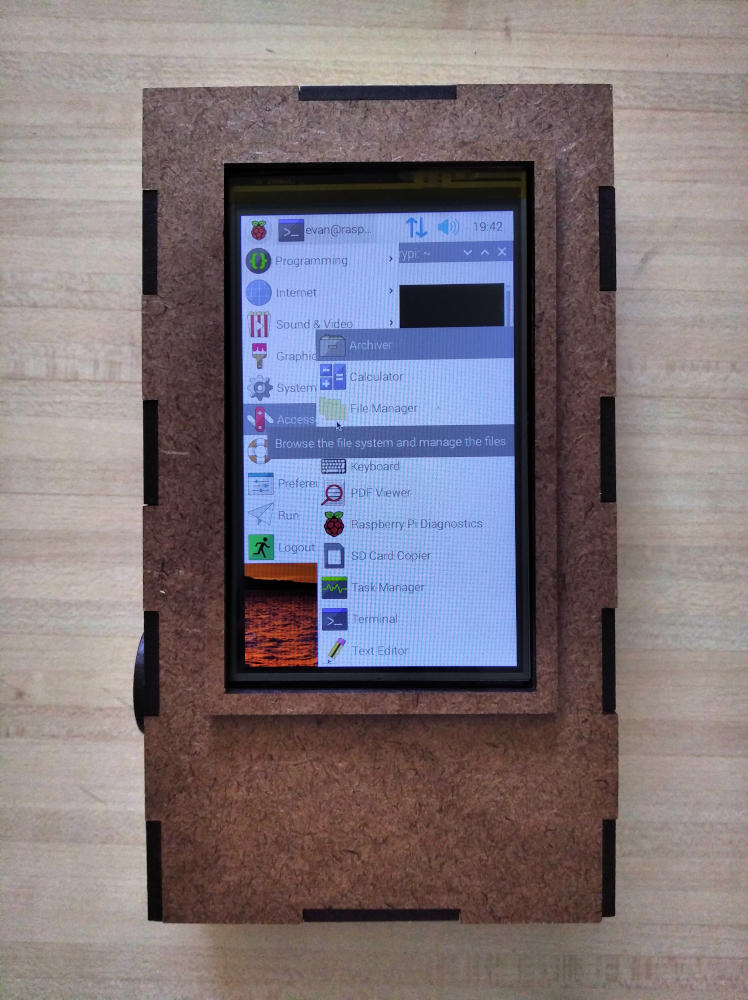 evan@rasp...
19:42
Programming
rypi: ~
Internet
Sound & Video
Graphic
Archiver
System
Calculator
Access
File Manager
Browse the file system and manage the files
Keyboard
Prefere
PDF Viewer
Run
Raspberry Pi Diagnostics
Logout
SD Card Copier
Task Manager
Terminal
Text Editor